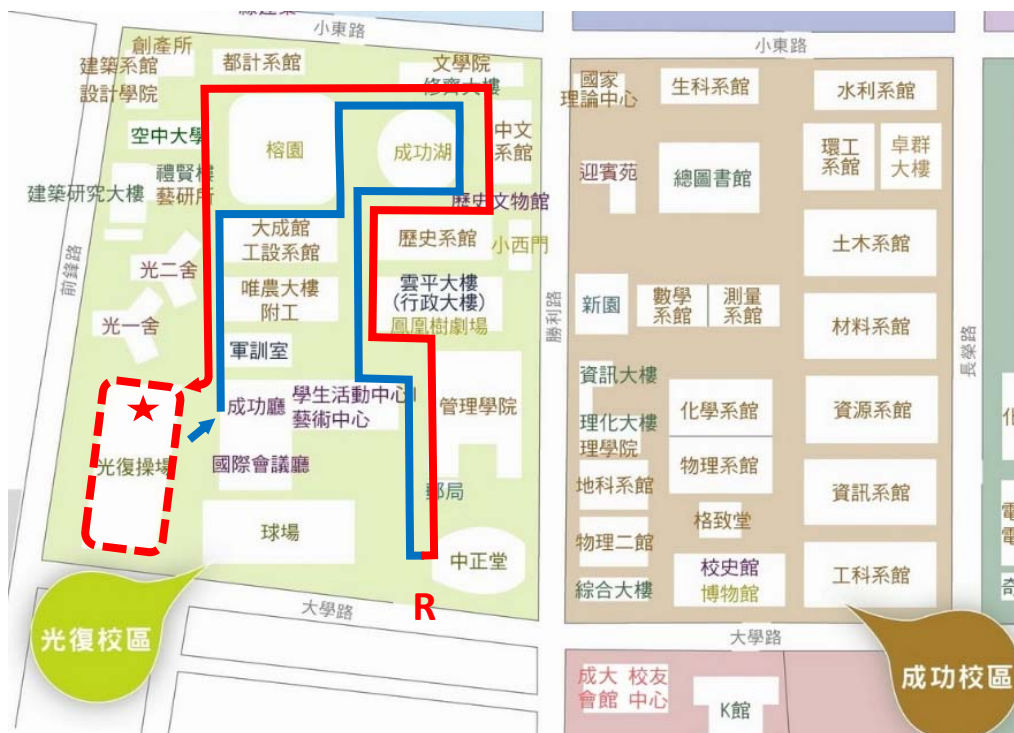 小東路
小東路
創產所
建築系館
設計學院
都計系館
文學院
修齊大樓
空中大學
榕園
成功湖
中文
系館
禮賢樓
藝研所
建築研究大樓
歷史文物館
大成館
工設系館
歷史系館
小西門
光二舍
唯農大樓
附工
雲平大樓
(行政大樓)
鳳凰樹劇場
光一舍
軍訓室
前鋒路
勝利路
成功廳
學生活動中心
藝術中心
管理學院
光復操場
國際會議廳
郵局
球場
中正堂
R
大學路
光復校區
國家
理論中心
生科系館
水利系館
迎賓苑
總圖書館
環工
系館
卓群
大樓
土木系館
新園
數學
系館
測量
系館
材料系館
長榮路
資訊大樓
理化大樓
理學院
化學系館
資源系館
地科系館
物理系館
資訊系館
格致堂
物理二館
綜合大樓
校史館
博物館
工科系館
大學路
成功校區
成大
會館
校友
中心
K館
電
電
奇